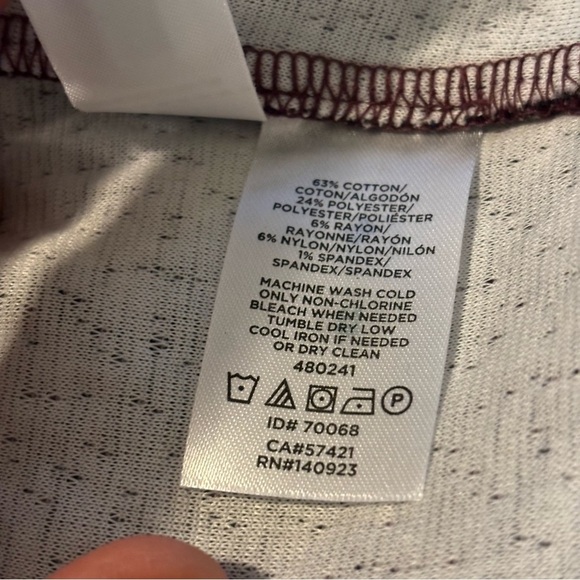 63% COTTON/
COTON/ALGODON
24% POLYESTER/
POLYESTER/POLIÉSTER
6% RAYON/
RAYONNE/RAYÓN
6% NYLON/NYLON/NILÓN
1% SPANDEX/
SPANDEX/SPANDEX
MACHINE WASH COLD
ONLY NON-CHLORINE
BLEACH WHEN NEEDED
TUMBLE DRY LOW
COOL IRON IF NEEDED
OR DRY CLEAN
480241
P
ID# 70068
CA#57421
RN#140923